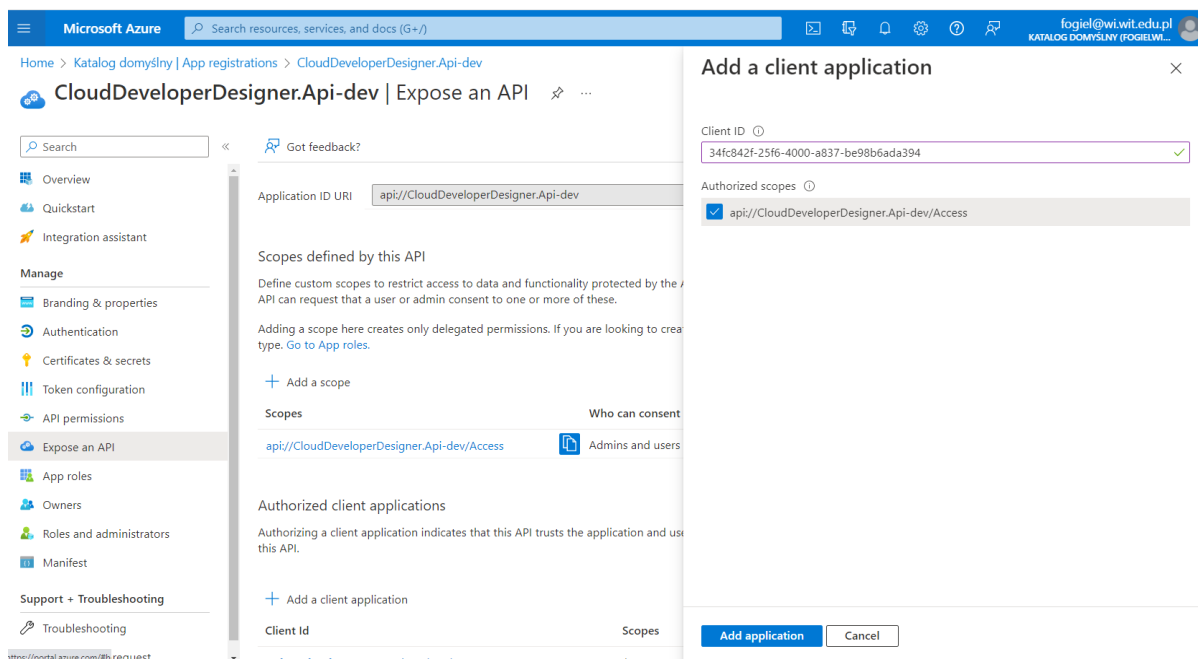 Microsoft Azure
Search resources, services, and docs (G+/)
fogiel@wi.wit.edu.pl
KATALOG DOMYŚLNY (FOGIELWI...
Home > Katalog domyślny | App registrations > CloudDeveloperDesigner.Api-dev
CloudDeveloperDesigner.Api-dev | Expose an API
Search
Overview
Quickstart
Integration assistant
Manage
Branding & properties
Authentication
Certificates & secrets
Token configuration
API permissions
Expose an API
App roles
Owners
Roles and administrators
Manifest
Support + Troubleshooting
Troubleshooting
Got feedback?
Application ID URI
api://CloudDeveloperDesigner.Api-dev
Scopes defined by this API
Define custom scopes to restrict access to data and functionality protected by the
API can request that a user or admin consent to one or more of these.
Adding a scope here creates only delegated permissions. If you are looking to crea
type. Go to App roles.
Add a scope
Scopes Who can consent
api://CloudDeveloperDesigner.Api-dev/Access Admins and users
Authorized client applications
Authorizing a client application indicates that this API trusts the application and use
this API.
Add a client application
Client Id Scopes
Add a client application
Client ID
34fc842f-25f6-4000-a837-be98b6ada394
Authorized scopes
api://CloudDeveloperDesigner.Api-dev/Access
Add application
Cancel